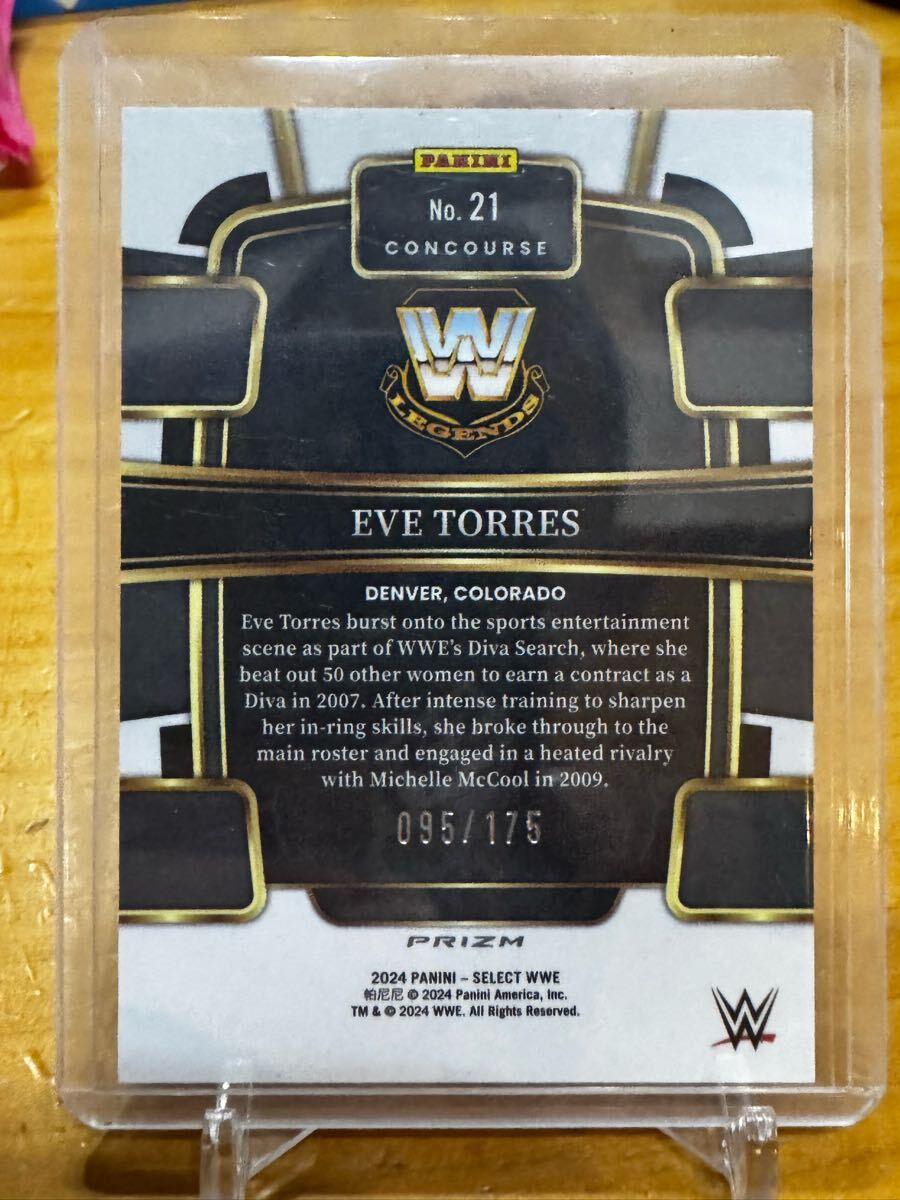 PANINI
No. 21
CONCOURSE
W
LEGENDS
EVE TORRES
DENVER, COLORADO
Eve Torres burst onto the sports entertainment
scene as part of WWE's Diva Search, where she
beat out 50 other women to earn a contract as a
Diva in 2007. After intense training to sharpen
her in-ring skills, she broke through to the
main roster and engaged in a heated rivalry
with Michelle McCool in 2009.
095/175
PRIZM
2024 PANINI – SELECT WWE
帕尼尼 © 2024 Panini America, Inc.
TM & © 2024 WWE. All Rights Reserved.
W